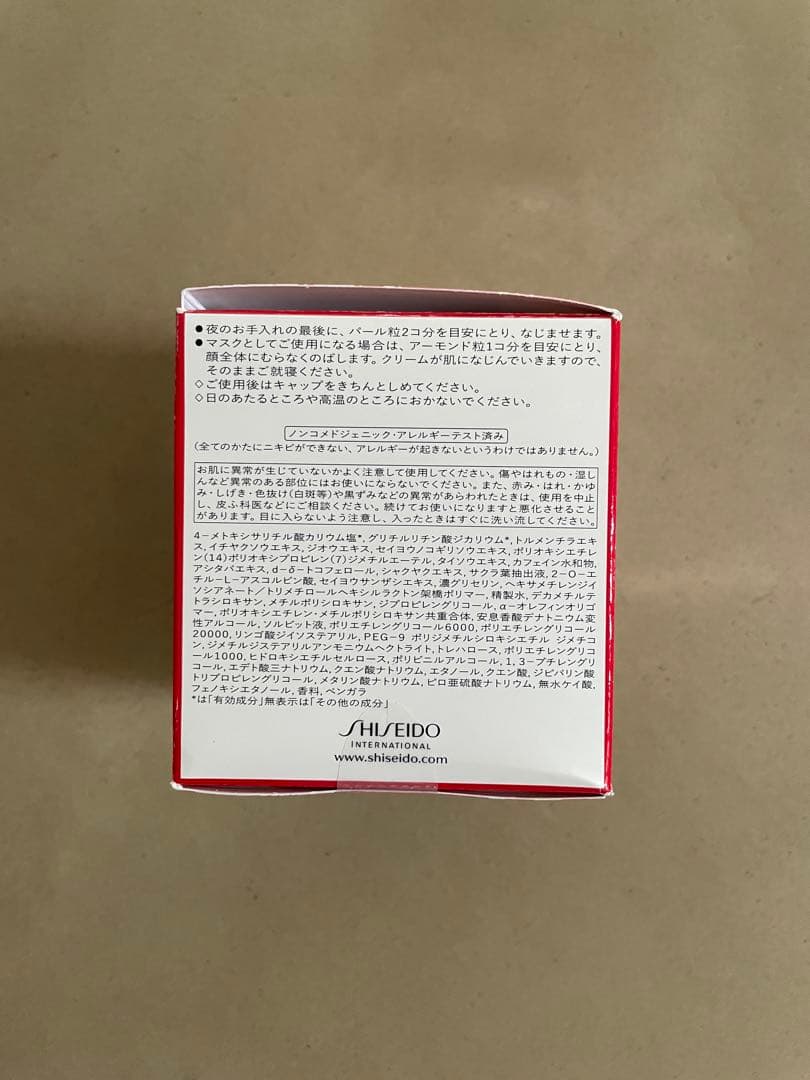 ●夜のお手入れの最後に、パール粒2コ分を目安にとり、なじませます。
●マスクとしてご使用になる場合は、アーモンド粒1コ分を目安にとり、
顔全体にむらなくのばします。クリームが肌になじんでいきますので、
そのままご就寝ください。
◇ご使用後はキャップをきちんとしめてください。
◇日のあたるところや高温のところにおかないでください。
ノンコメドジェニック・アレルギーテスト済み
(全てのかたにニキビができない、アレルギーが起きないというわけではありません。)
お肌に異常が生じていないかよく注意して使用してください。傷やはれもの・湿し
んなど異常のある部位にはお使いにならないでください。また、赤み・はれ・かゆ
み・しげき・色抜け(白斑等)や黒ずみなどの異常があらわれたときは、使用を中止
し、皮ふ科医などにご相談ください。続けてお使いになりますと悪化させること
があります。目に入らないよう注意し、入ったときはすぐに洗い流してください。
4-メトキシサリチル酸カリウム塩*, グリチルリチン酸ジカリウム*, トルメンチラエキ
ス, イチヤクソウエキス, ジオウエキス, セイヨウノコギリソウエキス, ポリオキシエチレ
ン(14)ポリオキシプロピレン(7)ジメチルエーテル, タイソウエキス, カフェイン水和物,
アシタバエキス, d-δ-トコフェロール, シャクヤクエキス, サクラ葉抽出液, 2-O-エ
チル-L-アスコルビン酸, セイヨウサンザシエキス, 濃グリセリン, ヘキサメチレンジイ
ソシアネート/トリメチロールヘキシルラクトン架橋ポリマー, 精製水, デカメチルテ
トラシロキサン, メチルポリシロキサン, ジプロピレングリコール, α-オレフィンオリゴ
マー, ポリオキシエチレン・メチルポリシロキサン共重合体, 安息香酸デナトニウム変
性アルコール, ソルビット液, ポリエチレングリコール6000, ポリエチレングリコール
20000, リンゴ酸ジイソステアリル, PEG-9 ポリジメチルシロキシエチル ジメチコ
ン, ジメチルジステアリルアンモニウムヘクトライト, トレハロース, ポリエチレングリコ
ール1000, ヒドロキシエチルセルロース, ポリビニルアルコール, 1, 3-ブチレングリ
コール, エデト酸三ナトリウム, クエン酸ナトリウム, エタノール, クエン酸, ジピバリン酸
トリプロピレングリコール, メタリン酸ナトリウム, ピロ亜硫酸ナトリウム, 無水ケイ酸,
フェノキシエタノール, 香料, ベンガラ
*は「有効成分」無表示は「その他の成分」
SHISEIDO
INTERNATIONAL
www.shiseido.com